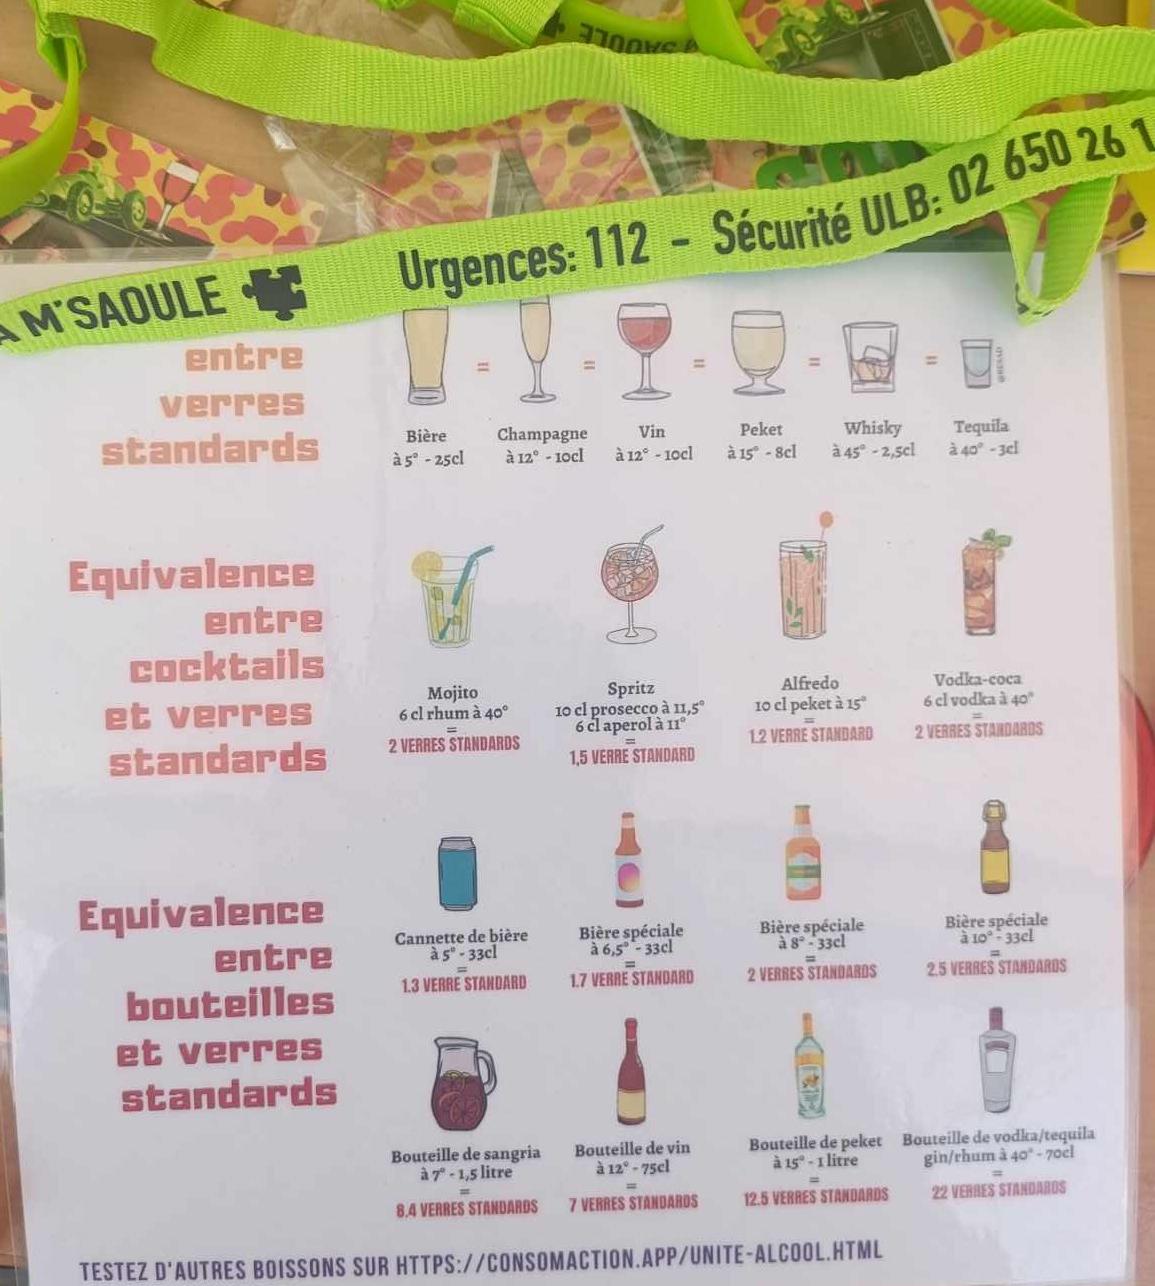 M SAOULE
A M'SAOULE Urgences: 112 - Sécurité ULB: 02 650 26 1
entre
verres
standards
= = = = =
Bière
à 5° - 25cl
Champagne
à 12° - 10cl
Vin
à 12° - 10cl
Peket
à 15° - 8cl
Whisky
à 45° - 2,5cl
Tequila
à 40° - 3cl
Equivalence
entre
cocktails
et verres
standards
Mojito
6 cl rhum à 40°
=
2 VERRES STANDARDS
Spritz
10 cl prosecco à 11,5°
6 cl aperol à 11°
=
1,5 VERRE STANDARD
Alfredo
10 cl peket à 15°
=
1.2 VERRE STANDARD
Vodka-coca
6 cl vodka à 40°
=
2 VERRES STANDARDS
Equivalence
entre
bouteilles
et verres
standards
Cannette de bière
à 5° - 33cl
=
1.3 VERRE STANDARD
Bière spéciale
à 6,5° - 33cl
=
1.7 VERRE STANDARD
Bière spéciale
à 8° - 33cl
=
2 VERRES STANDARDS
Bière spéciale
à 10° - 33cl
=
2.5 VERRES STANDARDS
Bouteille de sangria
à 7° - 1,5 litre
=
8,4 VERRES STANDARDS
Bouteille de vin
à 12° - 75cl
=
7 VERRES STANDARDS
Bouteille de peket
à 15° - 1 litre
=
12.5 VERRES STANDARDS
Bouteille de vodka/tequila
gin/rhum à 40° - 70cl
=
22 VERRES STANDARDS
TESTEZ D'AUTRES BOISSONS SUR HTTPS://CONSOMACTION.APP/UNITE-ALCOOL.HTML